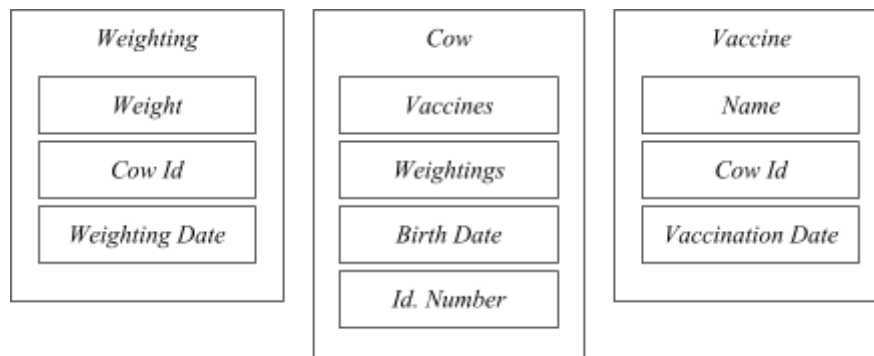 Weighting
Weight
Cow Id
Weighting Date
Cow
Vaccines
Weightings
Birth Date
Id. Number
Vaccine
Name
Cow Id
Vaccination Date